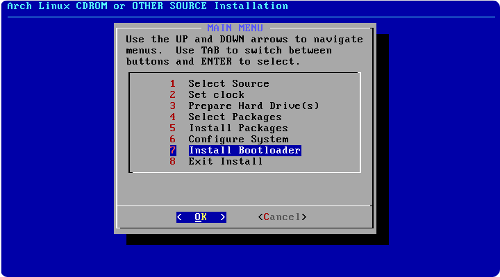 Arch Linux CDROM or OTHER SOURCE Installation
MAIN MENU
Use the UP and DOWN arrows to navigate
menus. Use TAB to switch between
buttons and ENTER to select.
1 Select Source
2 Set clock
3 Prepare Hard Drive(s)
4 Select Packages
5 Install Packages
6 Configure System
7 Install Bootloader
8 Exit Install
< OK > <Cancel>